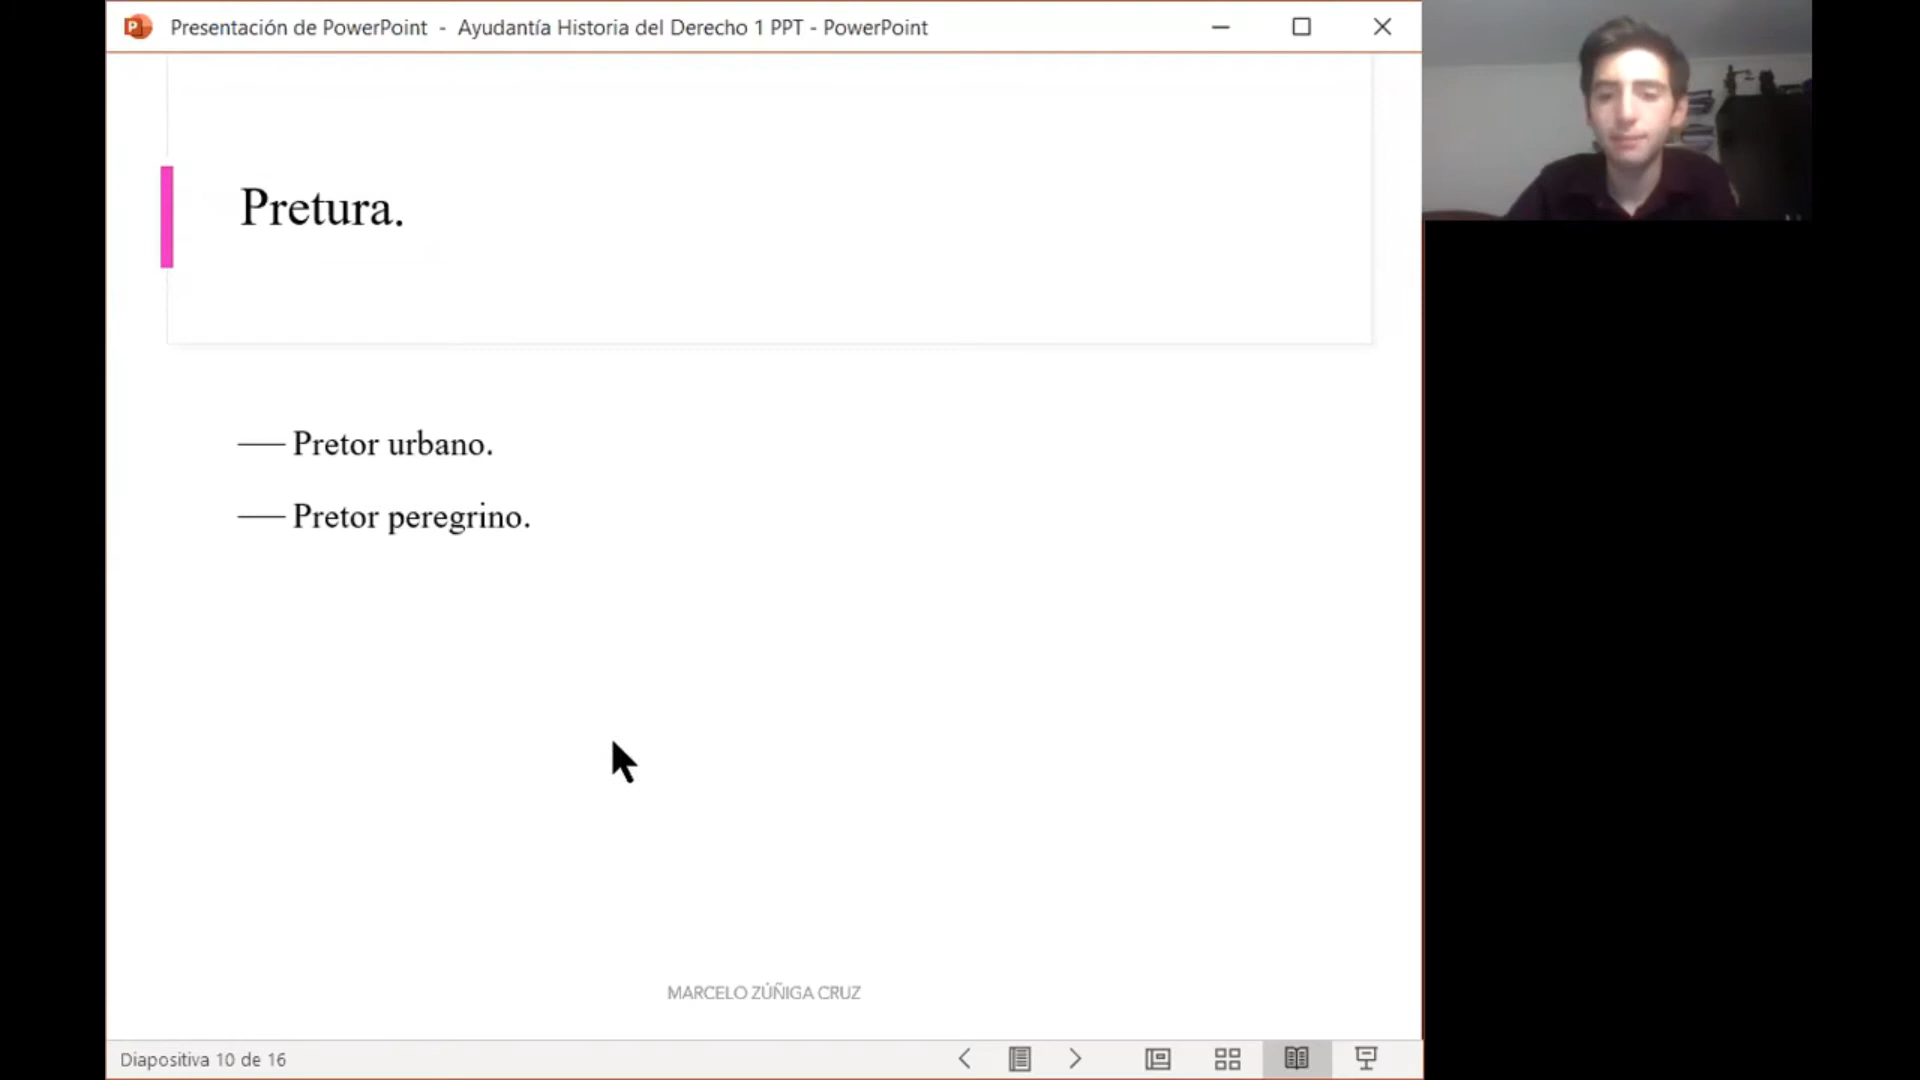 Presentación de PowerPoint - Ayudantía Historia del Derecho 1 PPT - PowerPoint
Pretura.
Pretor urbano.
Pretor peregrino.
MARCELO ZÚÑIGA CRUZ
Diapositiva 10 de 16